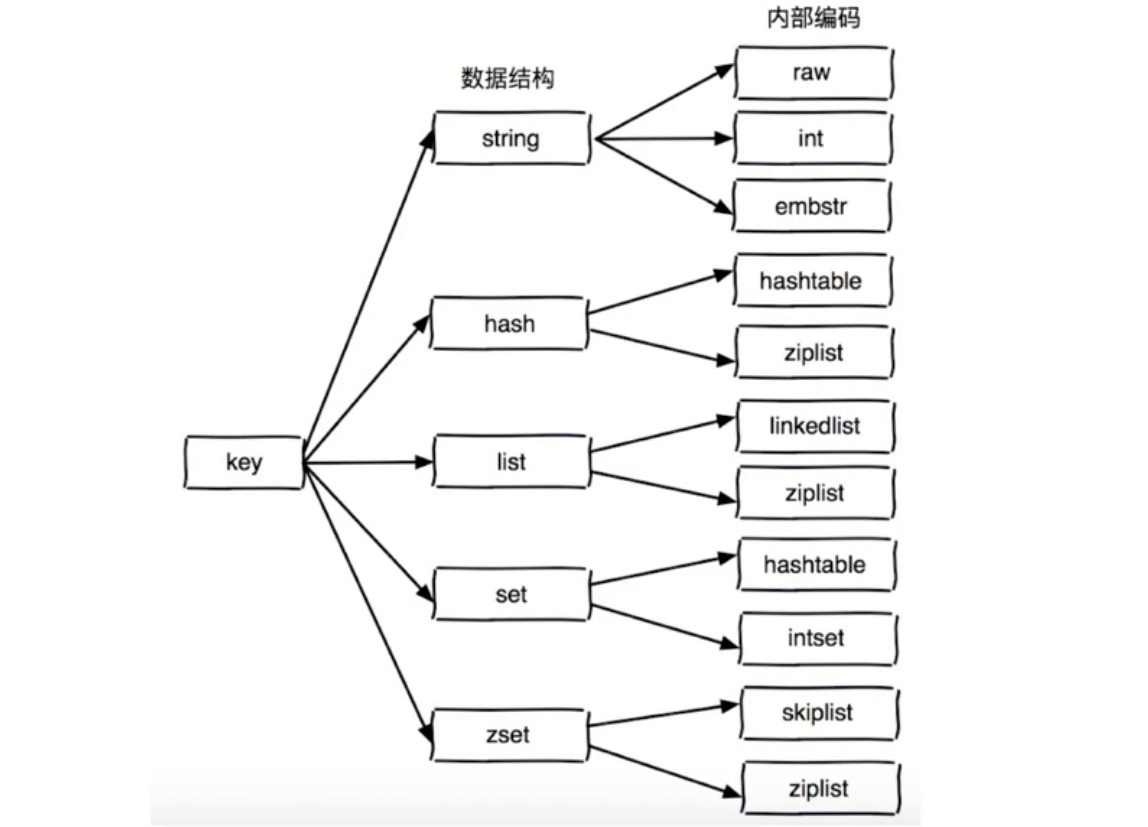 内部编码
数据结构
raw
string
int
embstr
hashtable
hash
ziplist
linkedlist
key
list
ziplist
hashtable
set
intset
skiplist
zset
ziplist